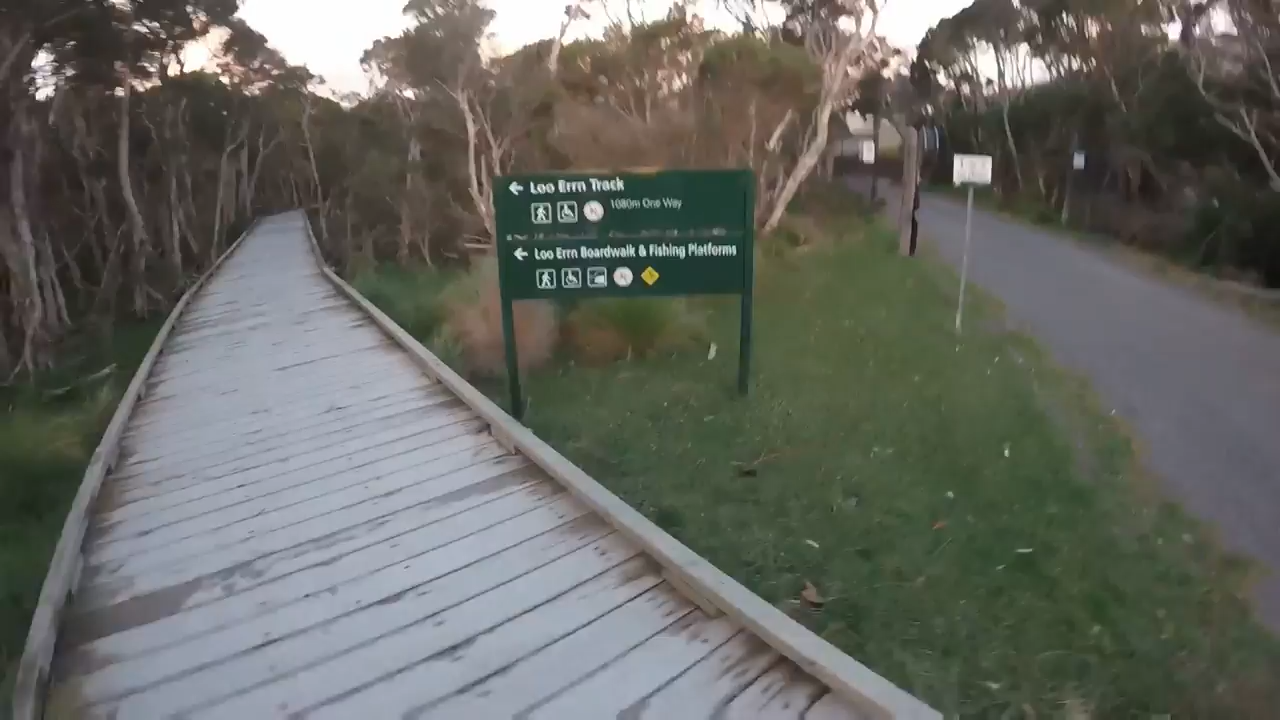 Loo Errn Track
1080m One Way
Loo Errn Boardwalk & Fishing Platforms